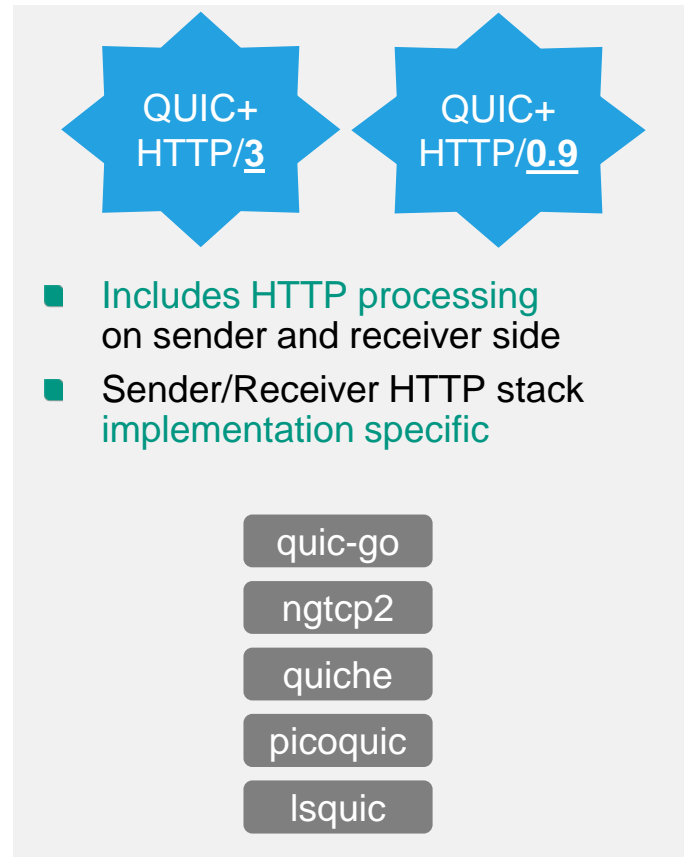 QUIC+
HTTP/3
QUIC+
HTTP/0.9
Includes HTTP processing
on sender and receiver side
Sender/Receiver HTTP stack
implementation specific
quic-go
ngtcp2
quiche
picoquic
lsquic